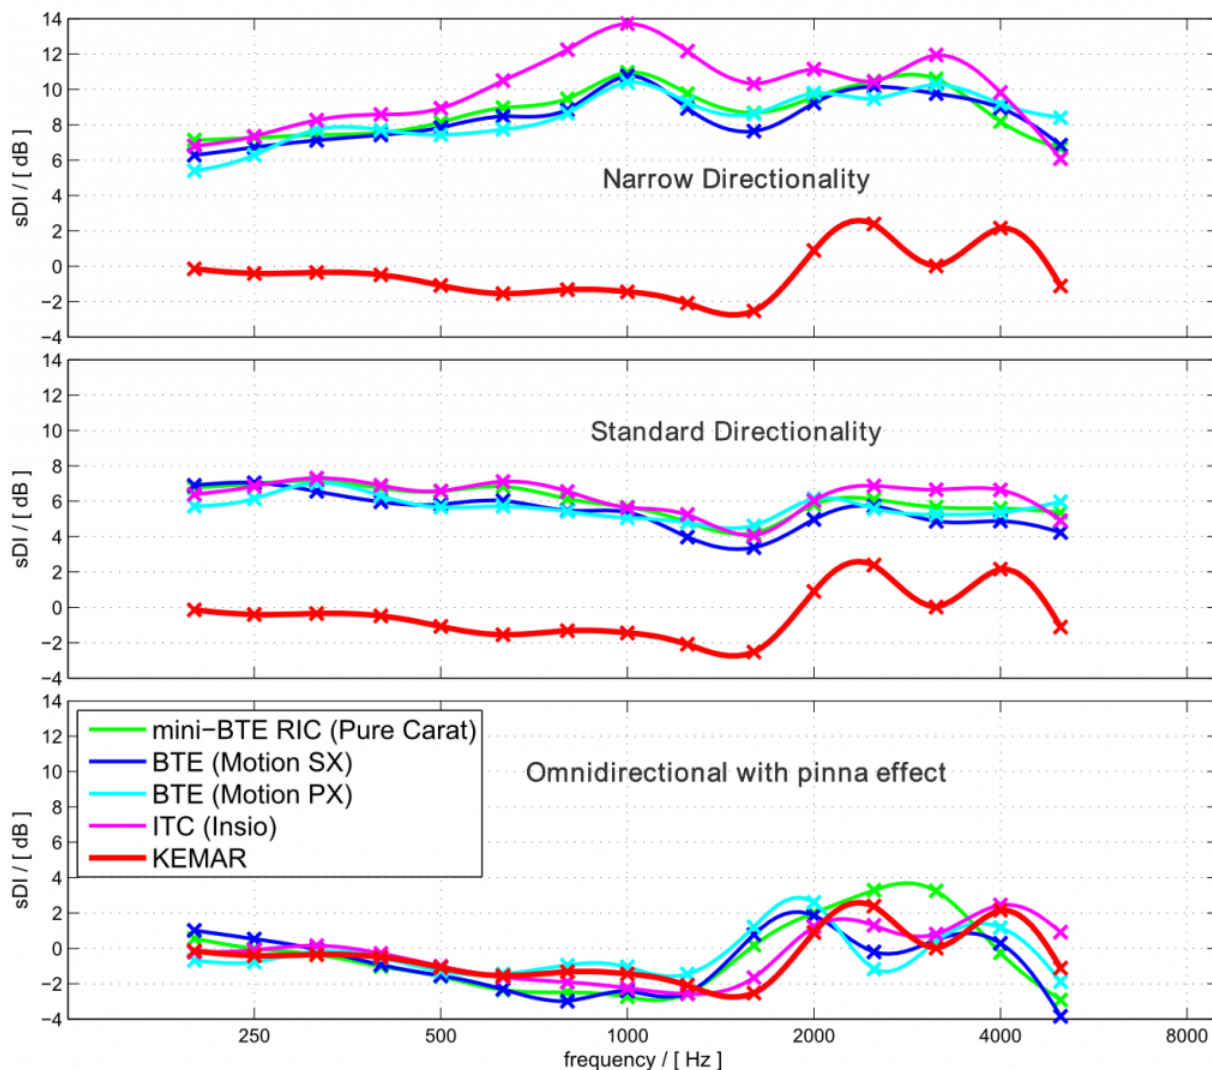 14
12
10
8
6
4
2
0
−2
−4
sDI / [ dB ]
Narrow Directionality
14
12
10
8
6
4
2
0
−2
−4
sDI / [ dB ]
Standard Directionality
14
12
10
8
6
4
2
0
−2
−4
sDI / [ dB ]
mini−BTE RIC (Pure Carat)
BTE (Motion SX)
BTE (Motion PX)
ITC (Insio)
KEMAR
Omnidirectional with pinna effect
250 500 1000 2000 4000 8000
frequency / [ Hz ]